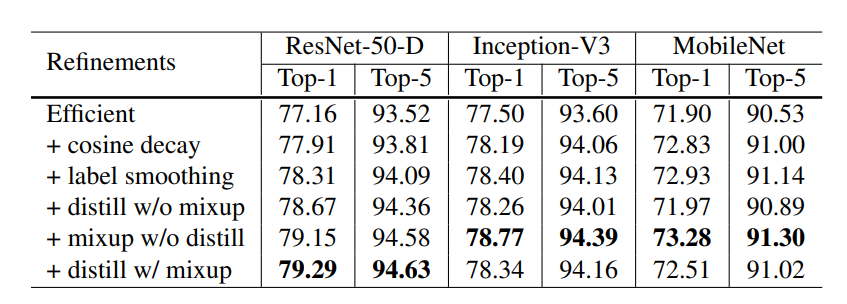 Refinements ResNet-50-D Inception-V3 MobileNet
Top-1 Top-5 Top-1 Top-5 Top-1 Top-5
Efficient 77.16 93.52 77.50 93.60 71.90 90.53
+ cosine decay 77.91 93.81 78.19 94.06 72.83 91.00
+ label smoothing 78.31 94.09 78.40 94.13 72.93 91.14
+ distill w/o mixup 78.67 94.36 78.26 94.01 71.97 90.89
+ mixup w/o distill 79.15 94.58 78.77 94.39 73.28 91.30
+ distill w/ mixup 79.29 94.63 78.34 94.16 72.51 91.02